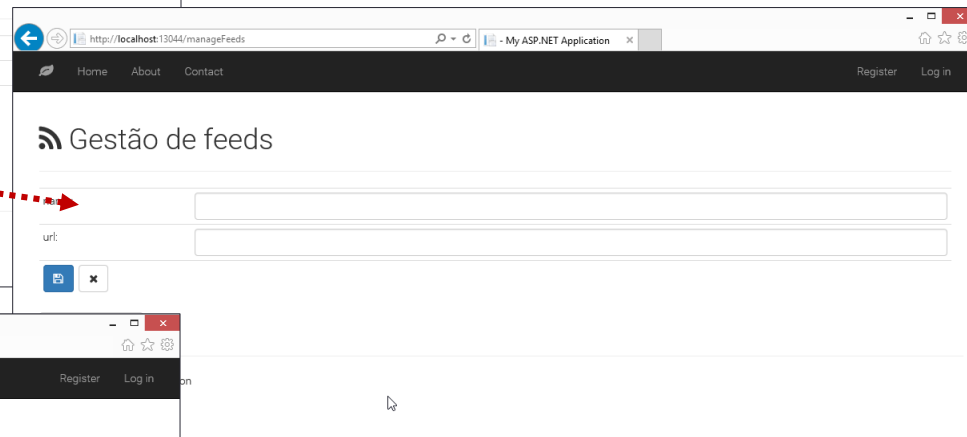 http://localhost:13044/manageFeeds
- My ASP.NET Application
Home About Contact Register Log in
Gestão de feeds
url:
Register Log in
on